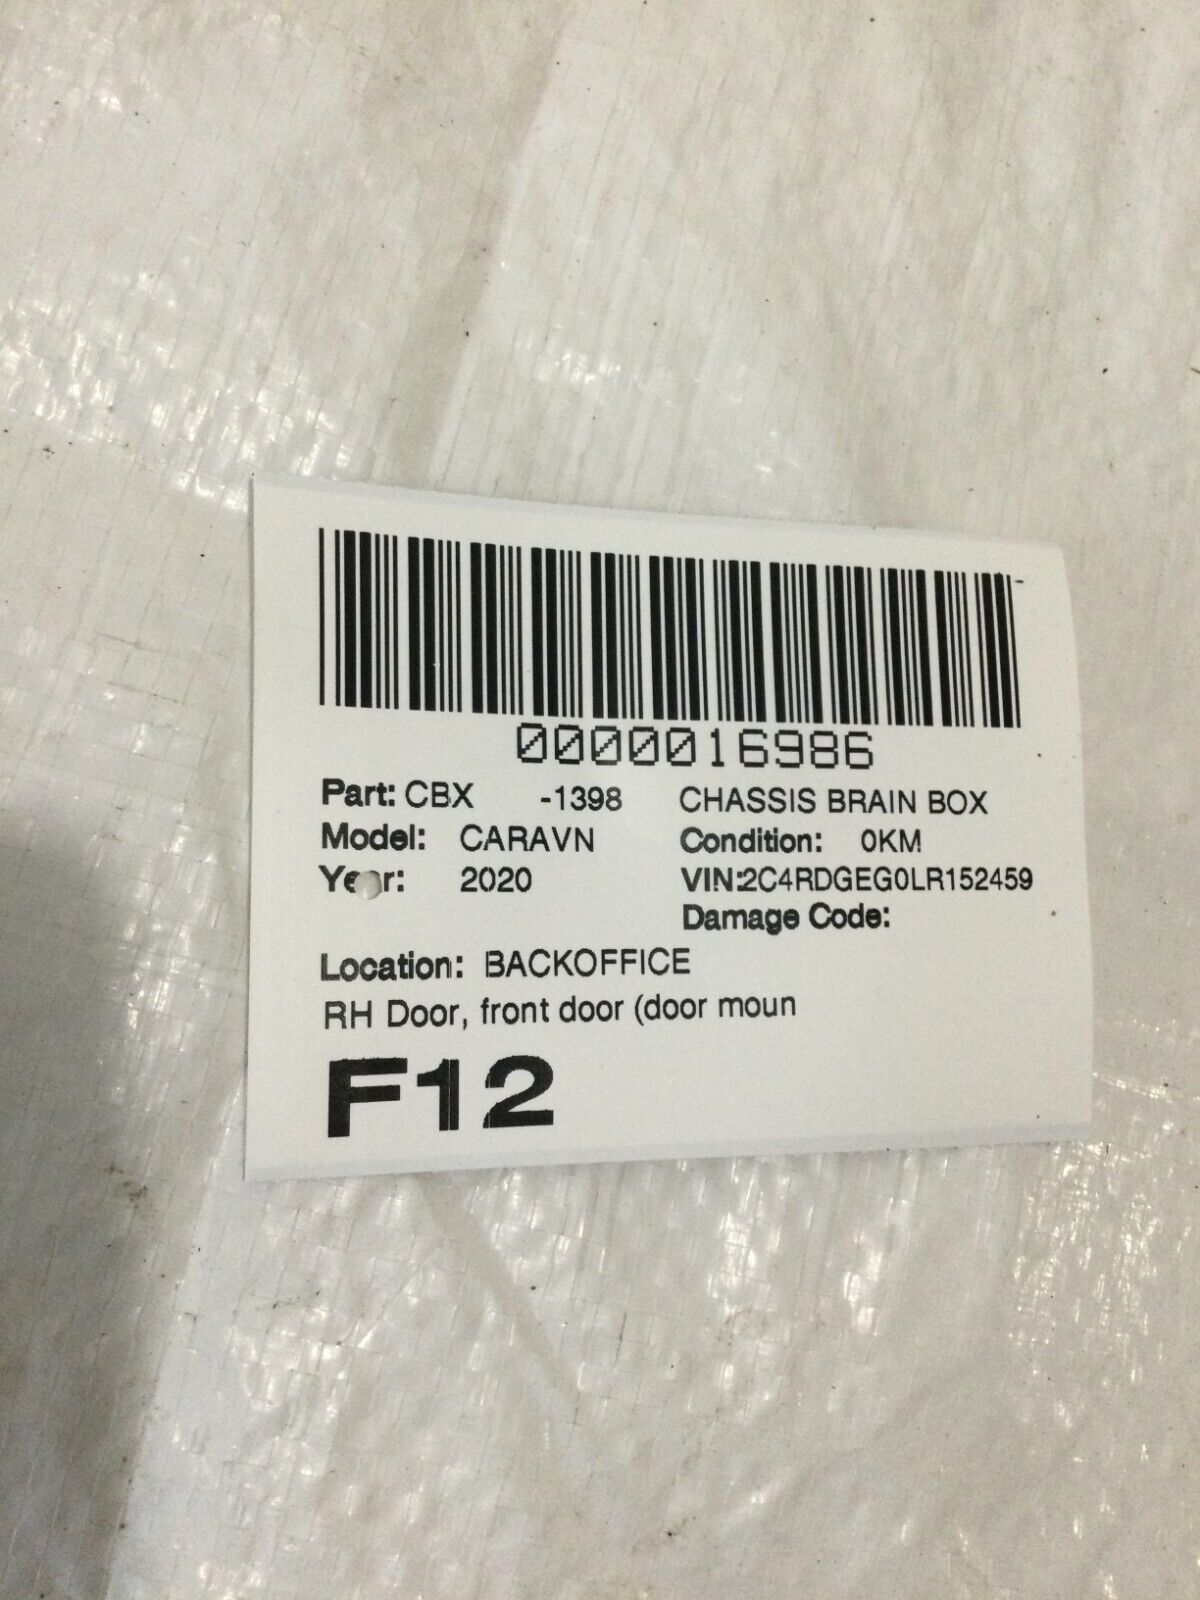 0000016986
Part: CBX -1398 CHASSIS BRAIN BOX
Model: CARAVN Condition: 0KM
Year: 2020 VIN:2C4RDGEG0LR152459
Damage Code:
Location: BACKOFFICE
RH Door, front door (door moun
F12